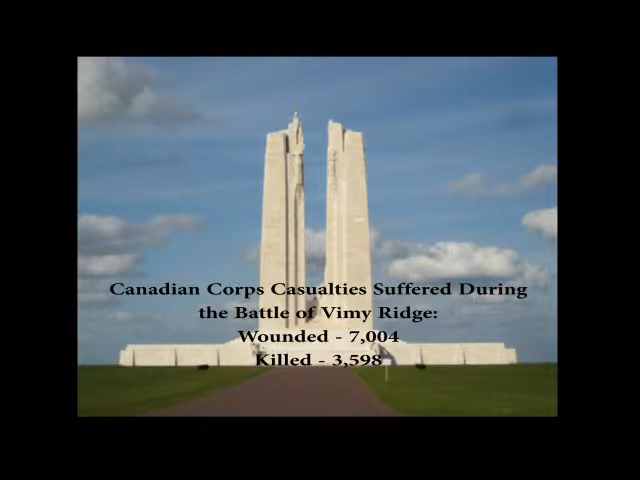 Canadian Corps Casualties Suffered During
the Battle of Vimy Ridge:
Wounded - 7,004
Killed - 3,598